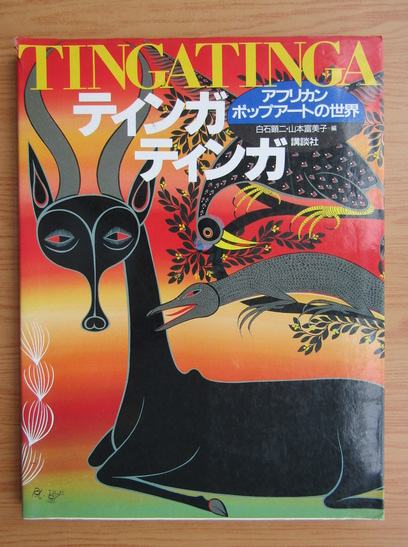 TINGATINGA
ティンガ
ティンガ
アフリカン
ポップアートの世界
白石顕二・山本富美子 編
講談社